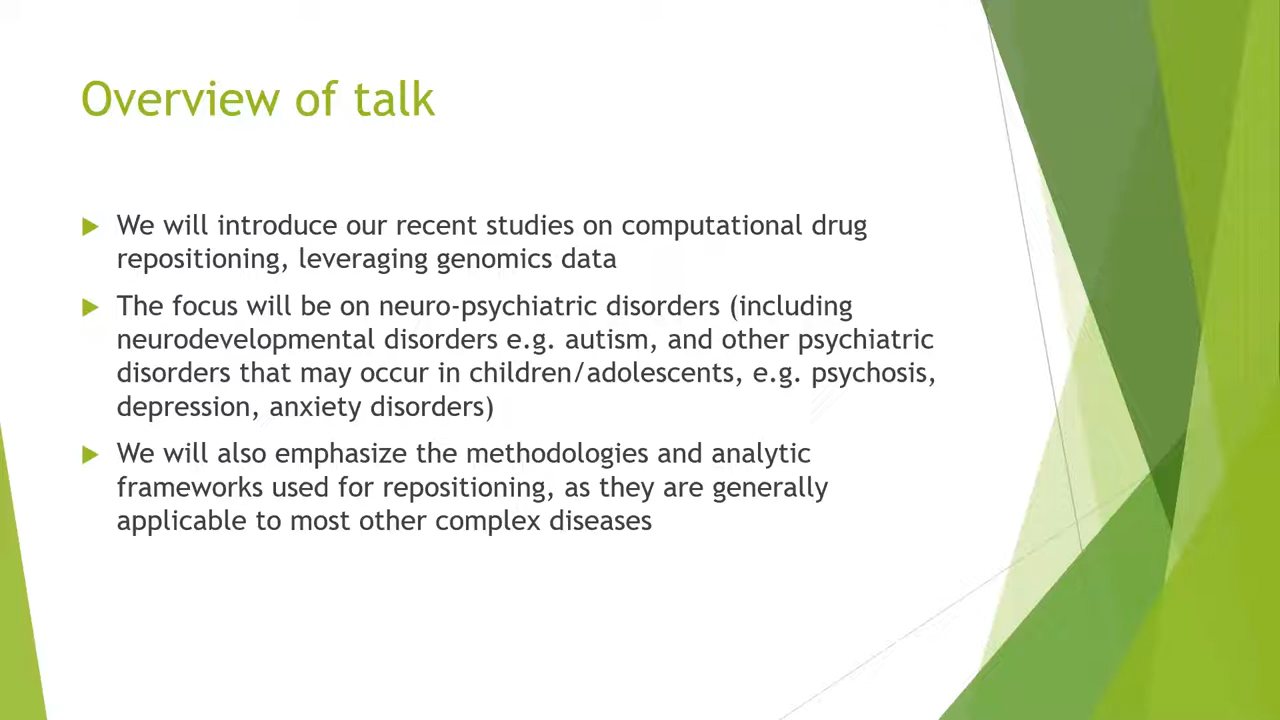 Overview of talk
We will introduce our recent studies on computational drug
repositioning, leveraging genomics data
The focus will be on neuro-psychiatric disorders (including
neurodevelopmental disorders e.g. autism, and other psychiatric
disorders that may occur in children/adolescents, e.g. psychosis,
depression, anxiety disorders)
We will also emphasize the methodologies and analytic
frameworks used for repositioning, as they are generally
applicable to most other complex diseases